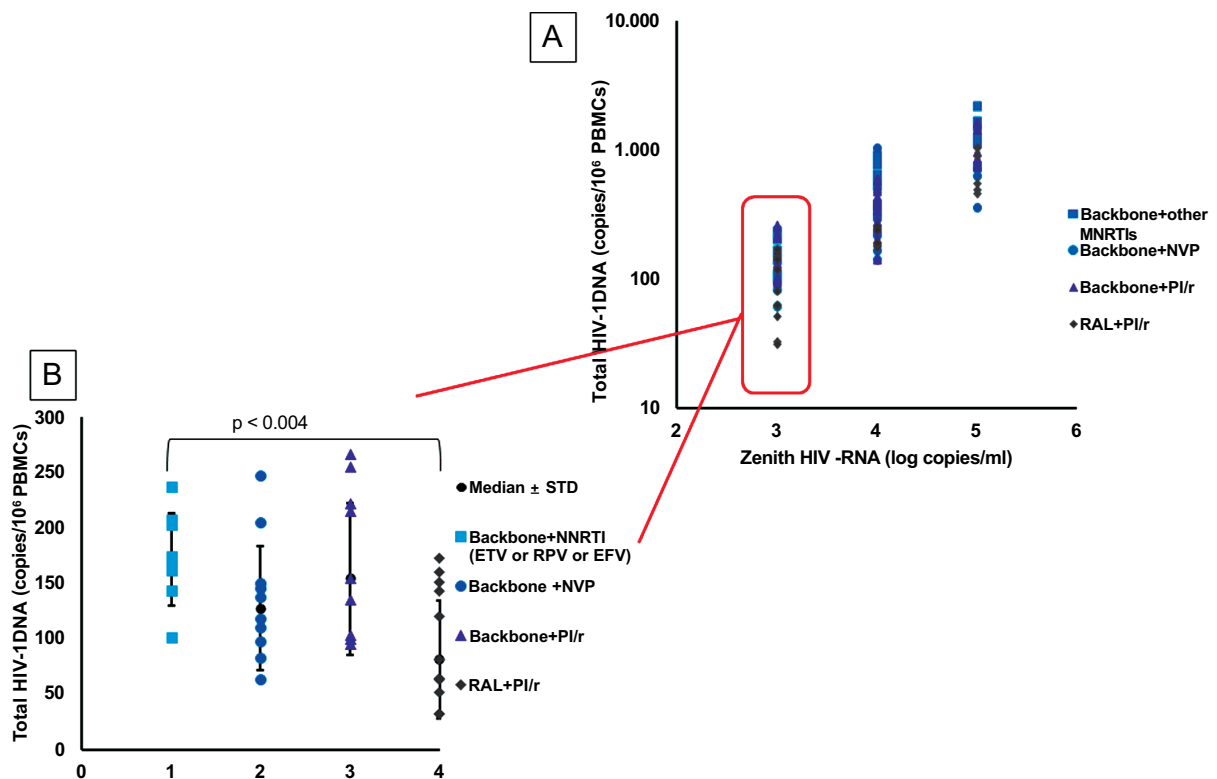 A
Total HIV-1DNA (copies/10⁶ PBMCs)
10.000
1.000
100
10
2
3
4
5
6
Zenith HIV -RNA (log copies/ml)
Backbone+other
MNRTIs
Backbone+NVP
Backbone+PI/r
RAL+PI/r
B
Total HIV-1DNA (copies/10⁶ PBMCs)
300
250
200
150
100
50
0
0
1
2
3
4
p < 0.004
Median ± STD
Backbone+NNRTI
(ETV or RPV or EFV)
Backbone +NVP
Backbone+PI/r
RAL+PI/r